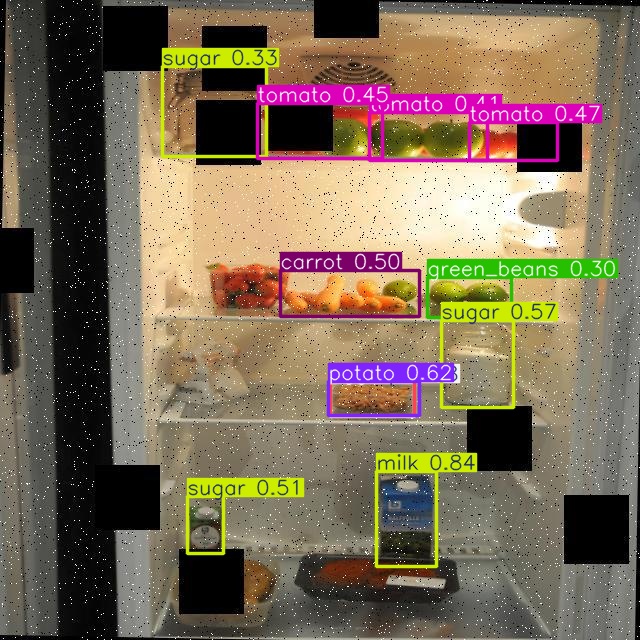 sugar 0.33
tomato 0.45
tomato 0.41
tomato 0.47
carrot 0.50
green_beans 0.30
sugar 0.57
potato 0.62
milk 0.84
sugar 0.51